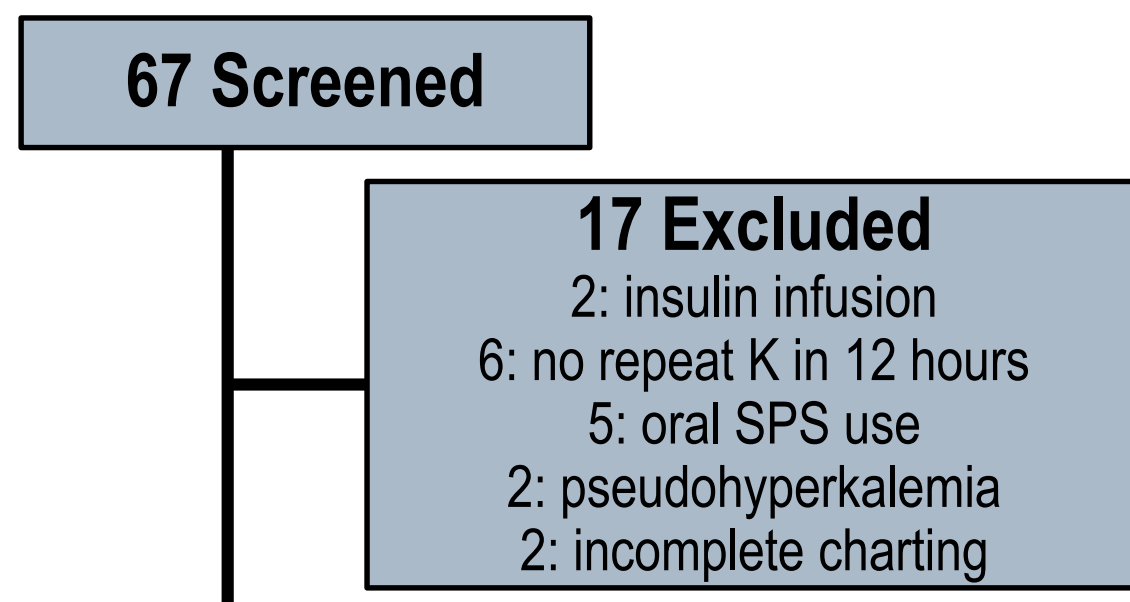 67 Screened
17 Excluded
2: insulin infusion
6: no repeat K in 12 hours
5: oral SPS use
2: pseudohyperkalemia
2: incomplete charting